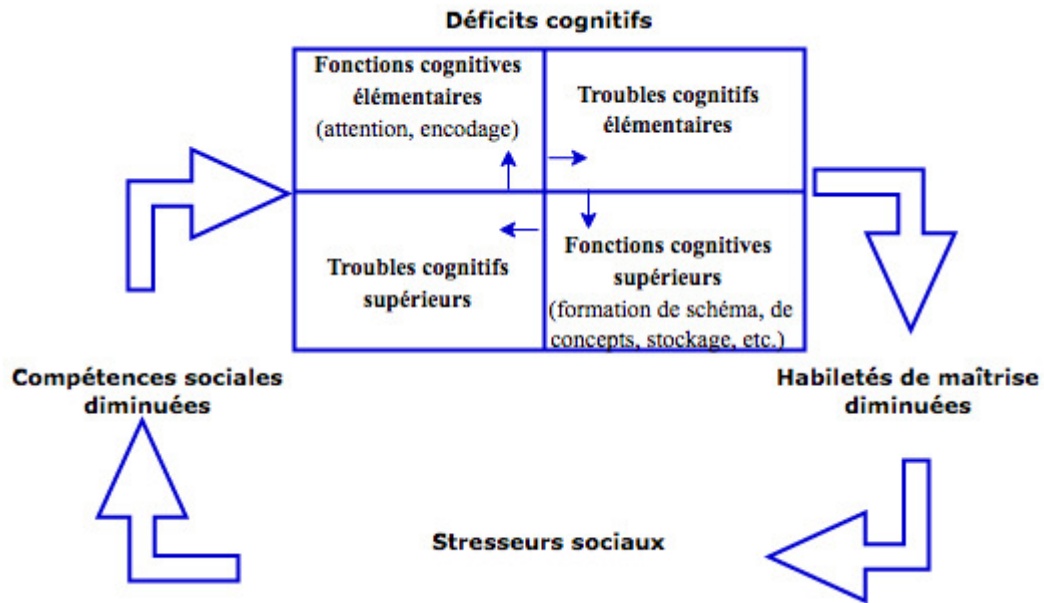 Déficits cognitifs
Fonctions cognitives
élémentaires
(attention, encodage)
Troubles cognitifs
élémentaires
Troubles cognitifs
supérieurs
Fonctions cognitives
supérieurs
(formation de schéma, de
concepts, stockage, etc.)
Compétences sociales
diminuées
Habiletés de maîtrise
diminuées
Stresseurs sociaux